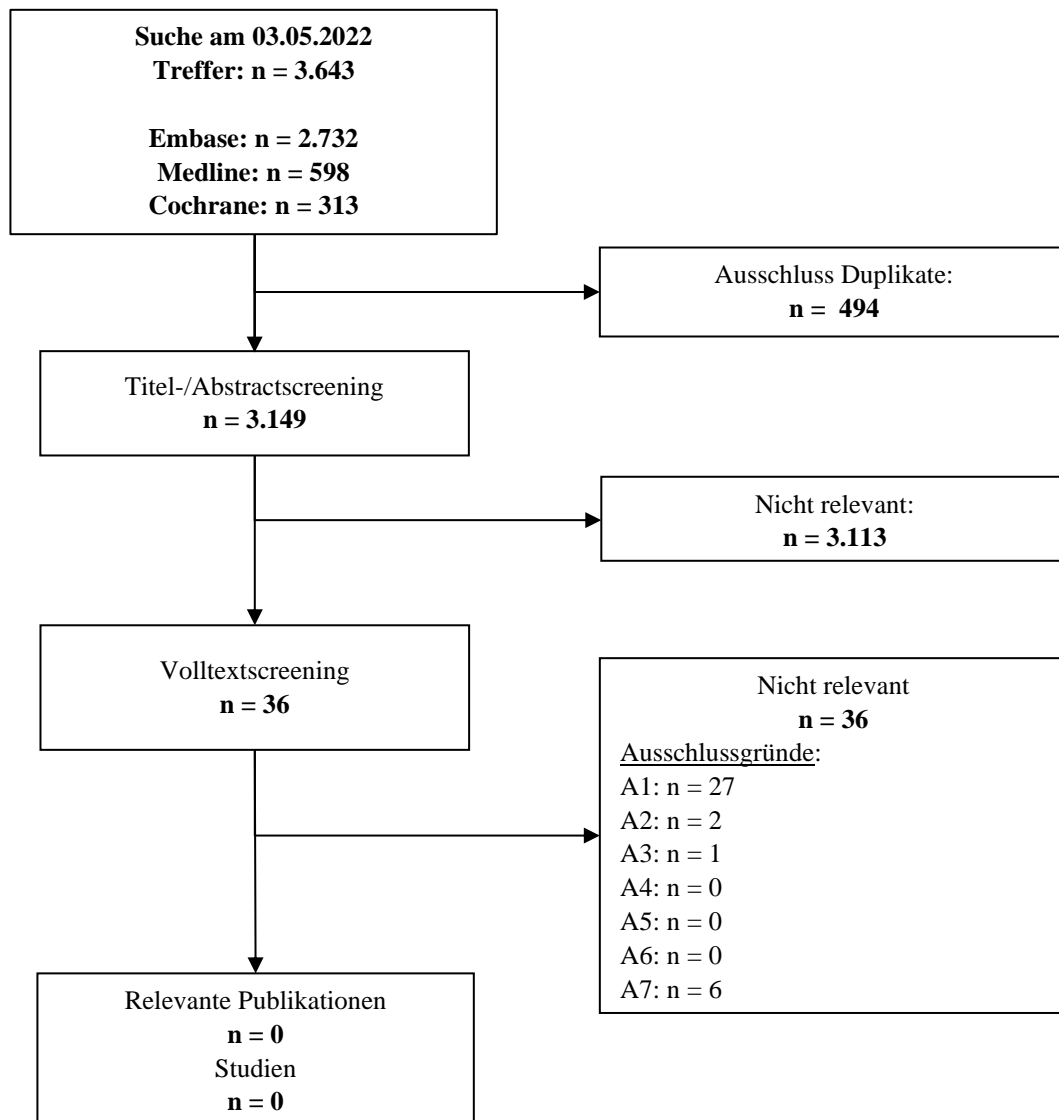 Suche am 03.05.2022
Treffer: n = 3.643
Embase: n = 2.732
Medline: n = 598
Cochrane: n = 313
Ausschluss Duplikate:
n = 494
Titel-/Abstractscreening
n = 3.149
Nicht relevant:
n = 3.113
Volltextscreening
n = 36
Nicht relevant
n = 36
Ausschlussgründe:
A1: n = 27
A2: n = 2
A3: n = 1
A4: n = 0
A5: n = 0
A6: n = 0
A7: n = 6
Relevante Publikationen
n = 0
Studien
n = 0